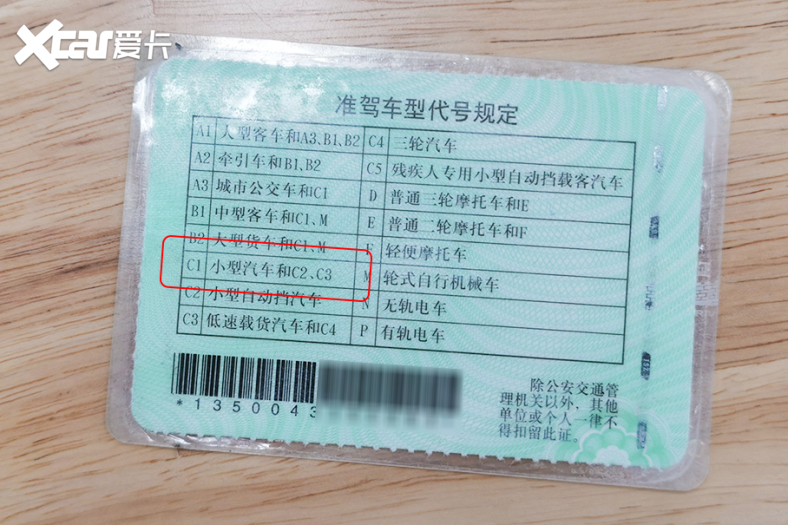 Xcar爱卡
准驾车型代号规定
A1 大型客车和A3、B1、B2 C4 三轮汽车
A2 牵引车和B1、B2 C5 残疾人专用小型自动挡载客汽车
A3 城市公交车和C1 D 普通三轮摩托车和E
B1 中型客车和C1、M E 普通二轮摩托车和F
B2 大型货车和C1、M F 轻便摩托车
C1 小型汽车和C2、C3 M 轮式自行机械车
C2 小型自动挡汽车 N 无轨电车
C3 低速载货汽车和C4 P 有轨电车
*1350043
除公安交通管
理机关以外，其他
单位或个人一律不
得扣留此证。